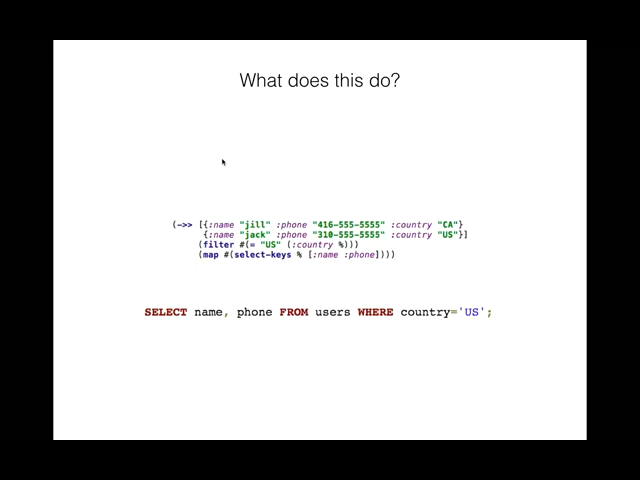 What does this do?
(->> [{:name "jill" :phone "416-555-5555" :country "CA"}
{:name "jack" :phone "310-555-5555" :country "US"}]
(filter #(= "US" (:country %)))
(map #(select-keys % [:name :phone])))
SELECT name, phone FROM users WHERE country='US';